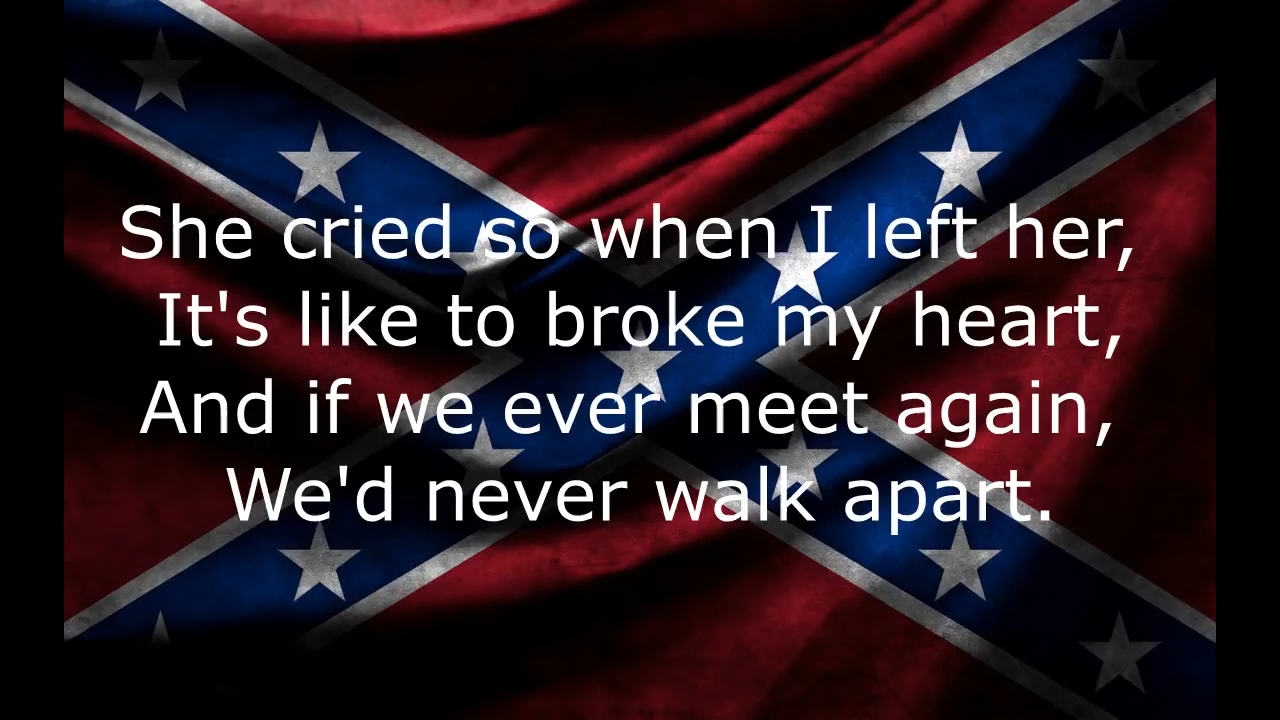 She cried so when I left her,
It's like to broke my heart,
And if we ever meet again,
We'd never walk apart.